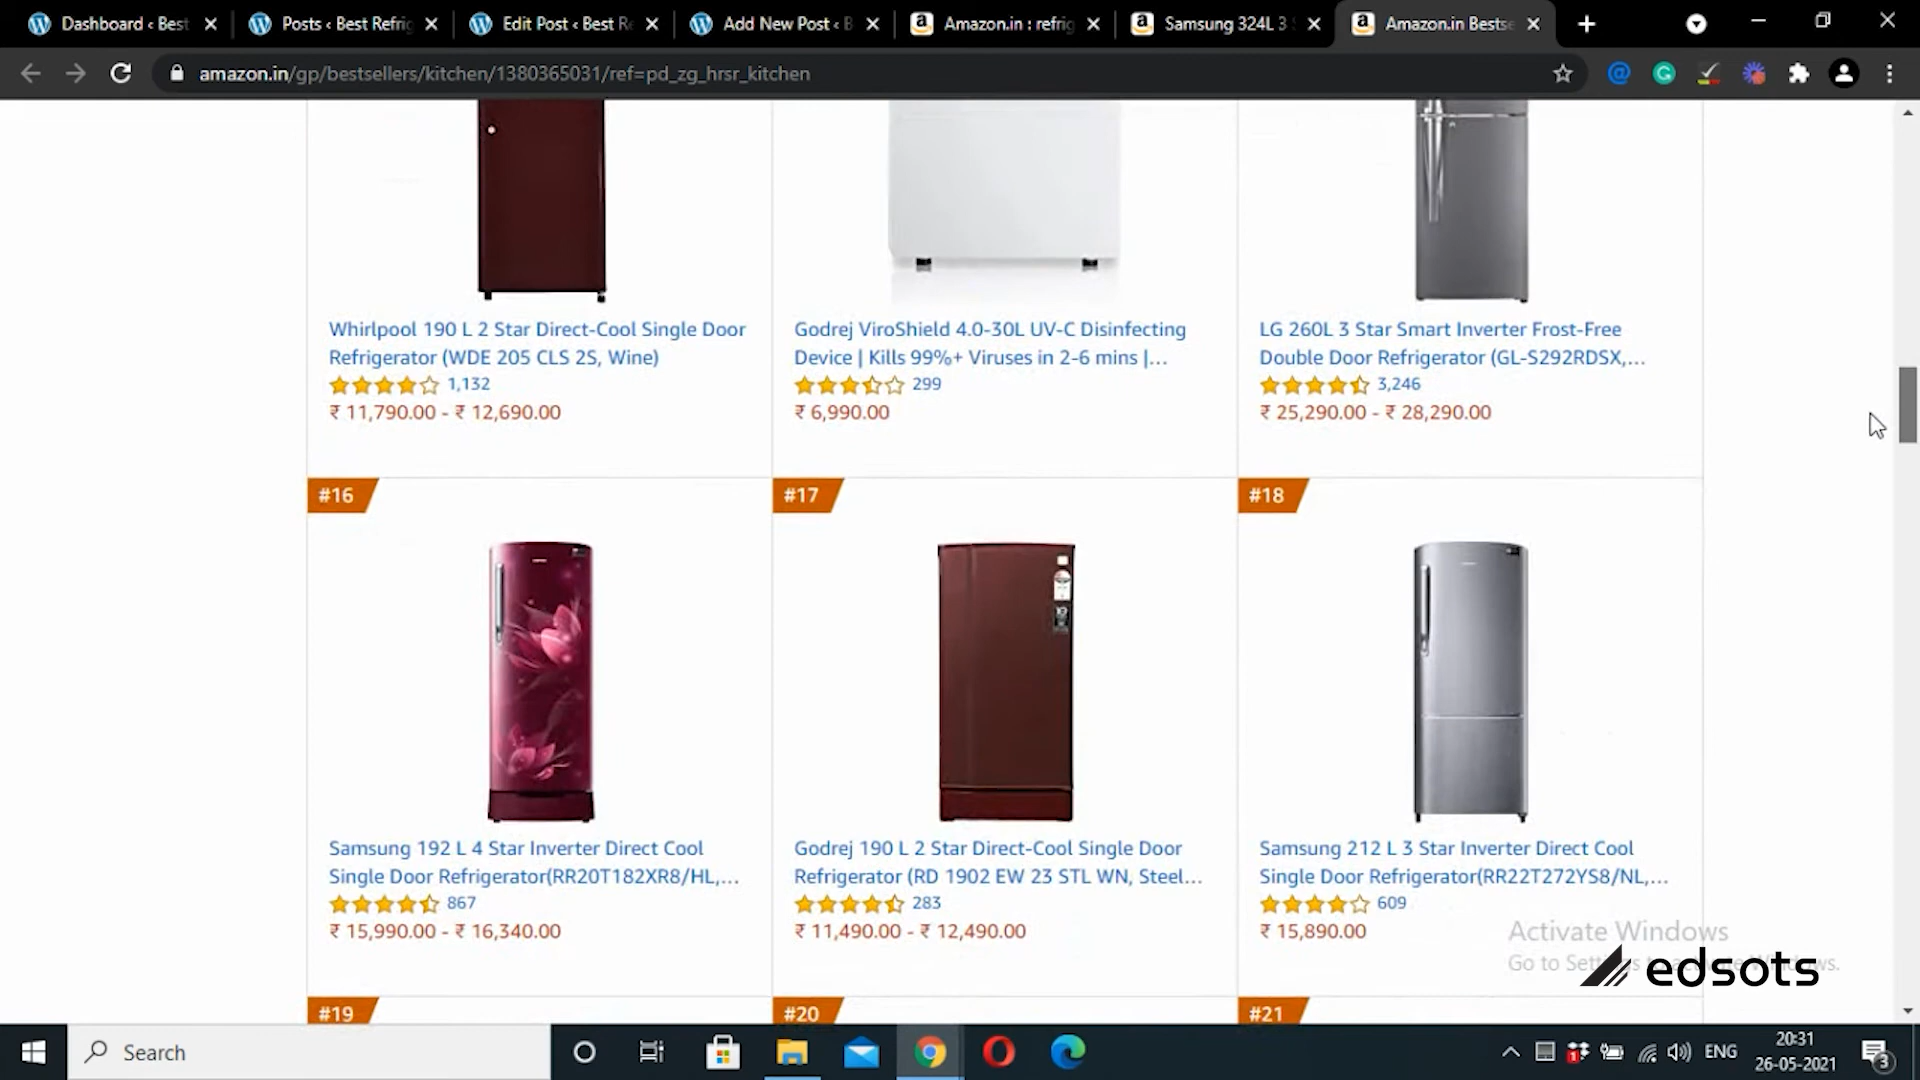 Dashboard ‹ Best
Posts ‹ Best Refrig
Edit Post ‹ Best Re
Add New Post ‹ B
Amazon.in : refrig
Samsung 324L 3
Amazon.in Bestse
amazon.in/gp/bestsellers/kitchen/1380365031/ref=pd_zg_hrsr_kitchen
Whirlpool 190 L 2 Star Direct-Cool Single Door
Refrigerator (WDE 205 CLS 2S, Wine)
1,132
₹ 11,790.00 - ₹ 12,690.00
Godrej ViroShield 4.0-30L UV-C Disinfecting
Device | Kills 99%+ Viruses in 2-6 mins |...
299
₹ 6,990.00
LG 260L 3 Star Smart Inverter Frost-Free
Double Door Refrigerator (GL-S292RDSX,...
3,246
₹ 25,290.00 - ₹ 28,290.00
#16
#17
#18
Samsung 192 L 4 Star Inverter Direct Cool
Single Door Refrigerator(RR20T182XR8/HL,...
867
₹ 15,990.00 - ₹ 16,340.00
Godrej 190 L 2 Star Direct-Cool Single Door
Refrigerator (RD 1902 EW 23 STL WN, Steel...
283
₹ 11,490.00 - ₹ 12,490.00
Samsung 212 L 3 Star Inverter Direct Cool
Single Door Refrigerator(RR22T272YS8/NL,...
609
₹ 15,890.00
Activate Windows
Go to
edsots
#19
#20
#21
Search
ENG
20:31
26-05-2021
3